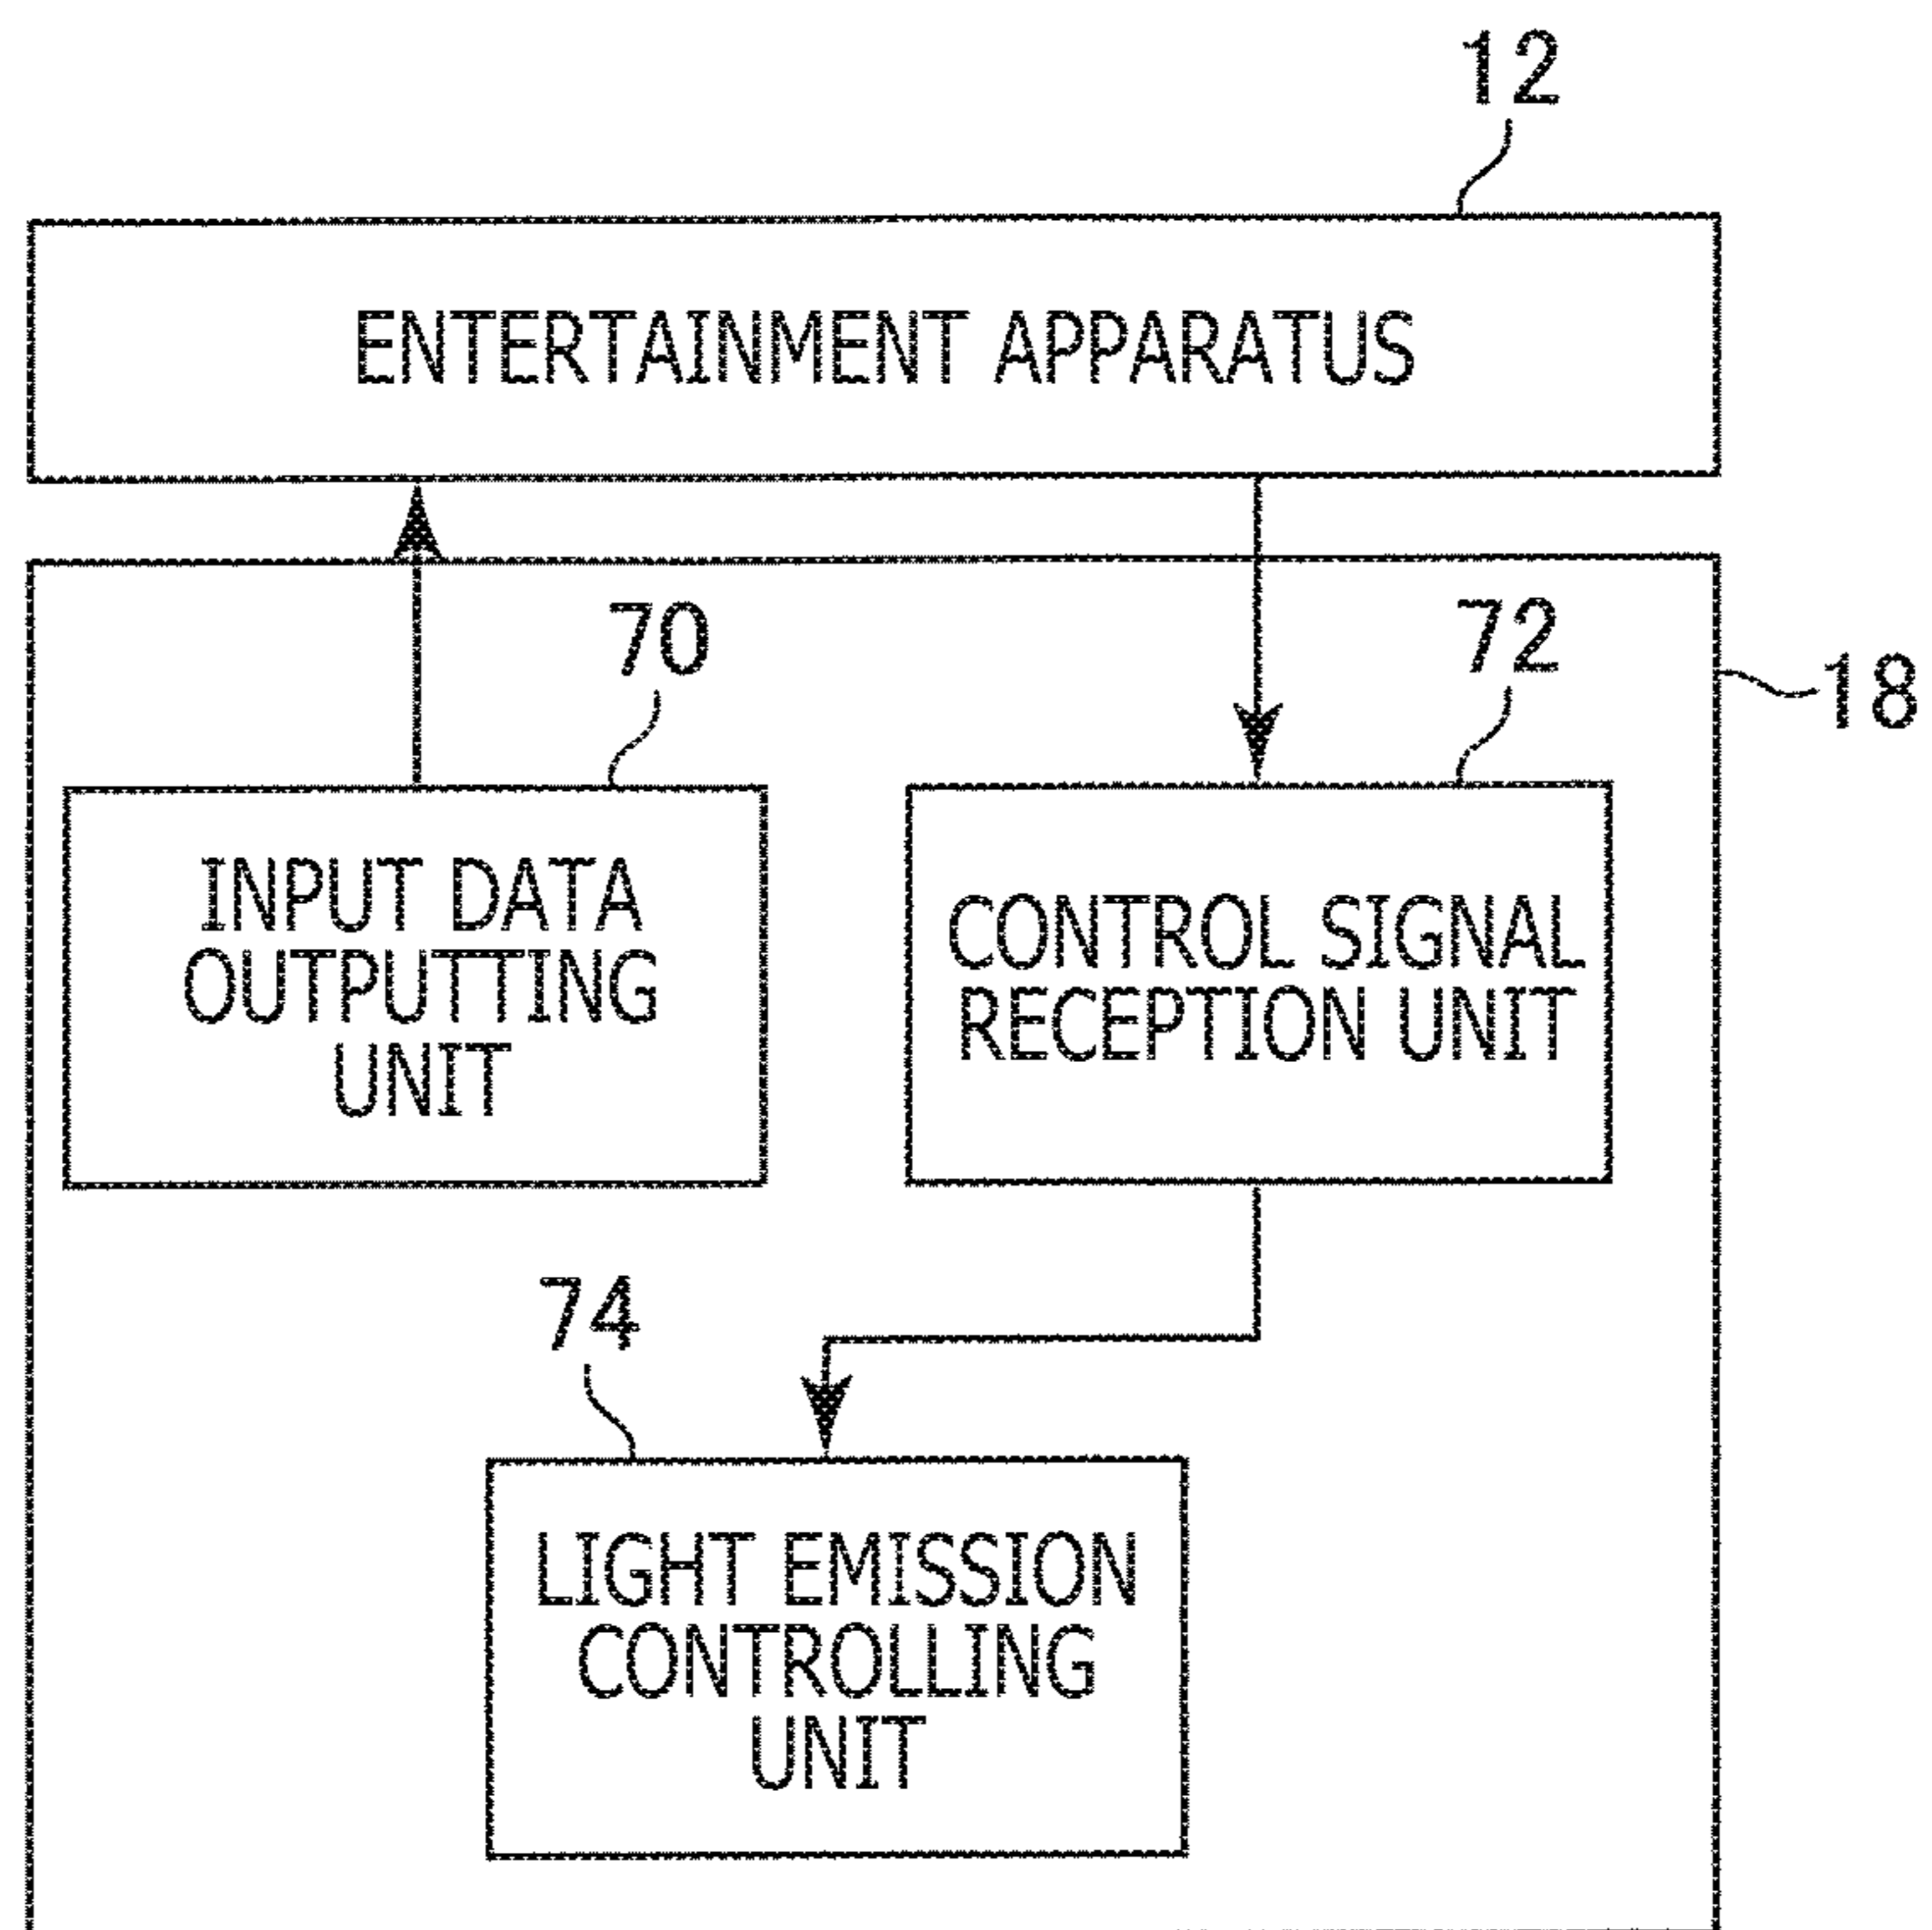 12
ENTERTAINMENT APPARATUS
70
72
18
INPUT DATA
OUTPUTTING
UNIT
CONTROL SIGNAL
RECEPTION UNIT
74
LIGHT EMISSION
CONTROLLING
UNIT